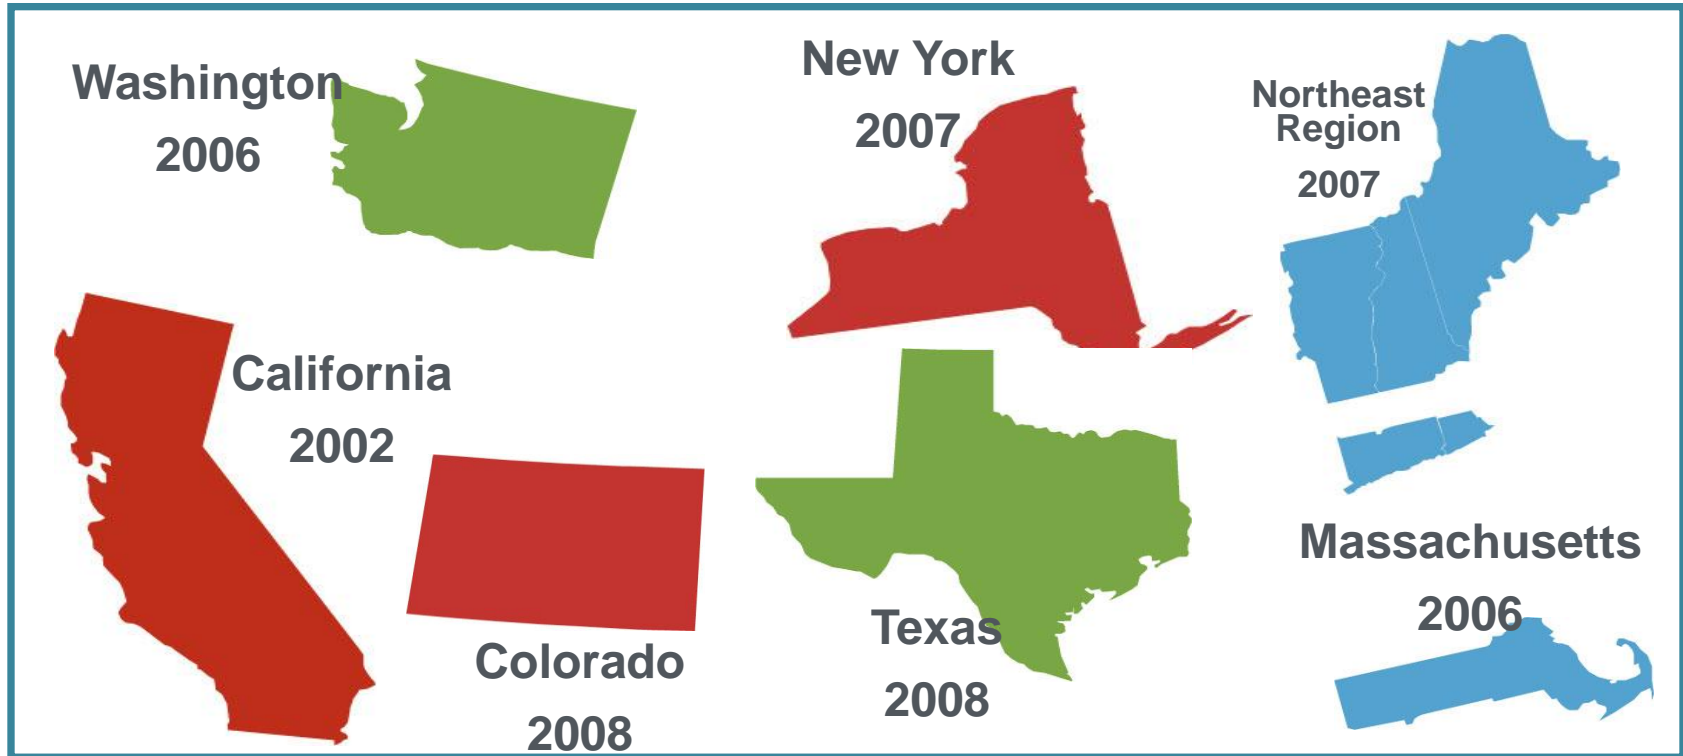 Washington
2006
New York
2007
Northeast
Region
2007
California
2002
Colorado
2008
Texas
2008
Massachusetts
2006